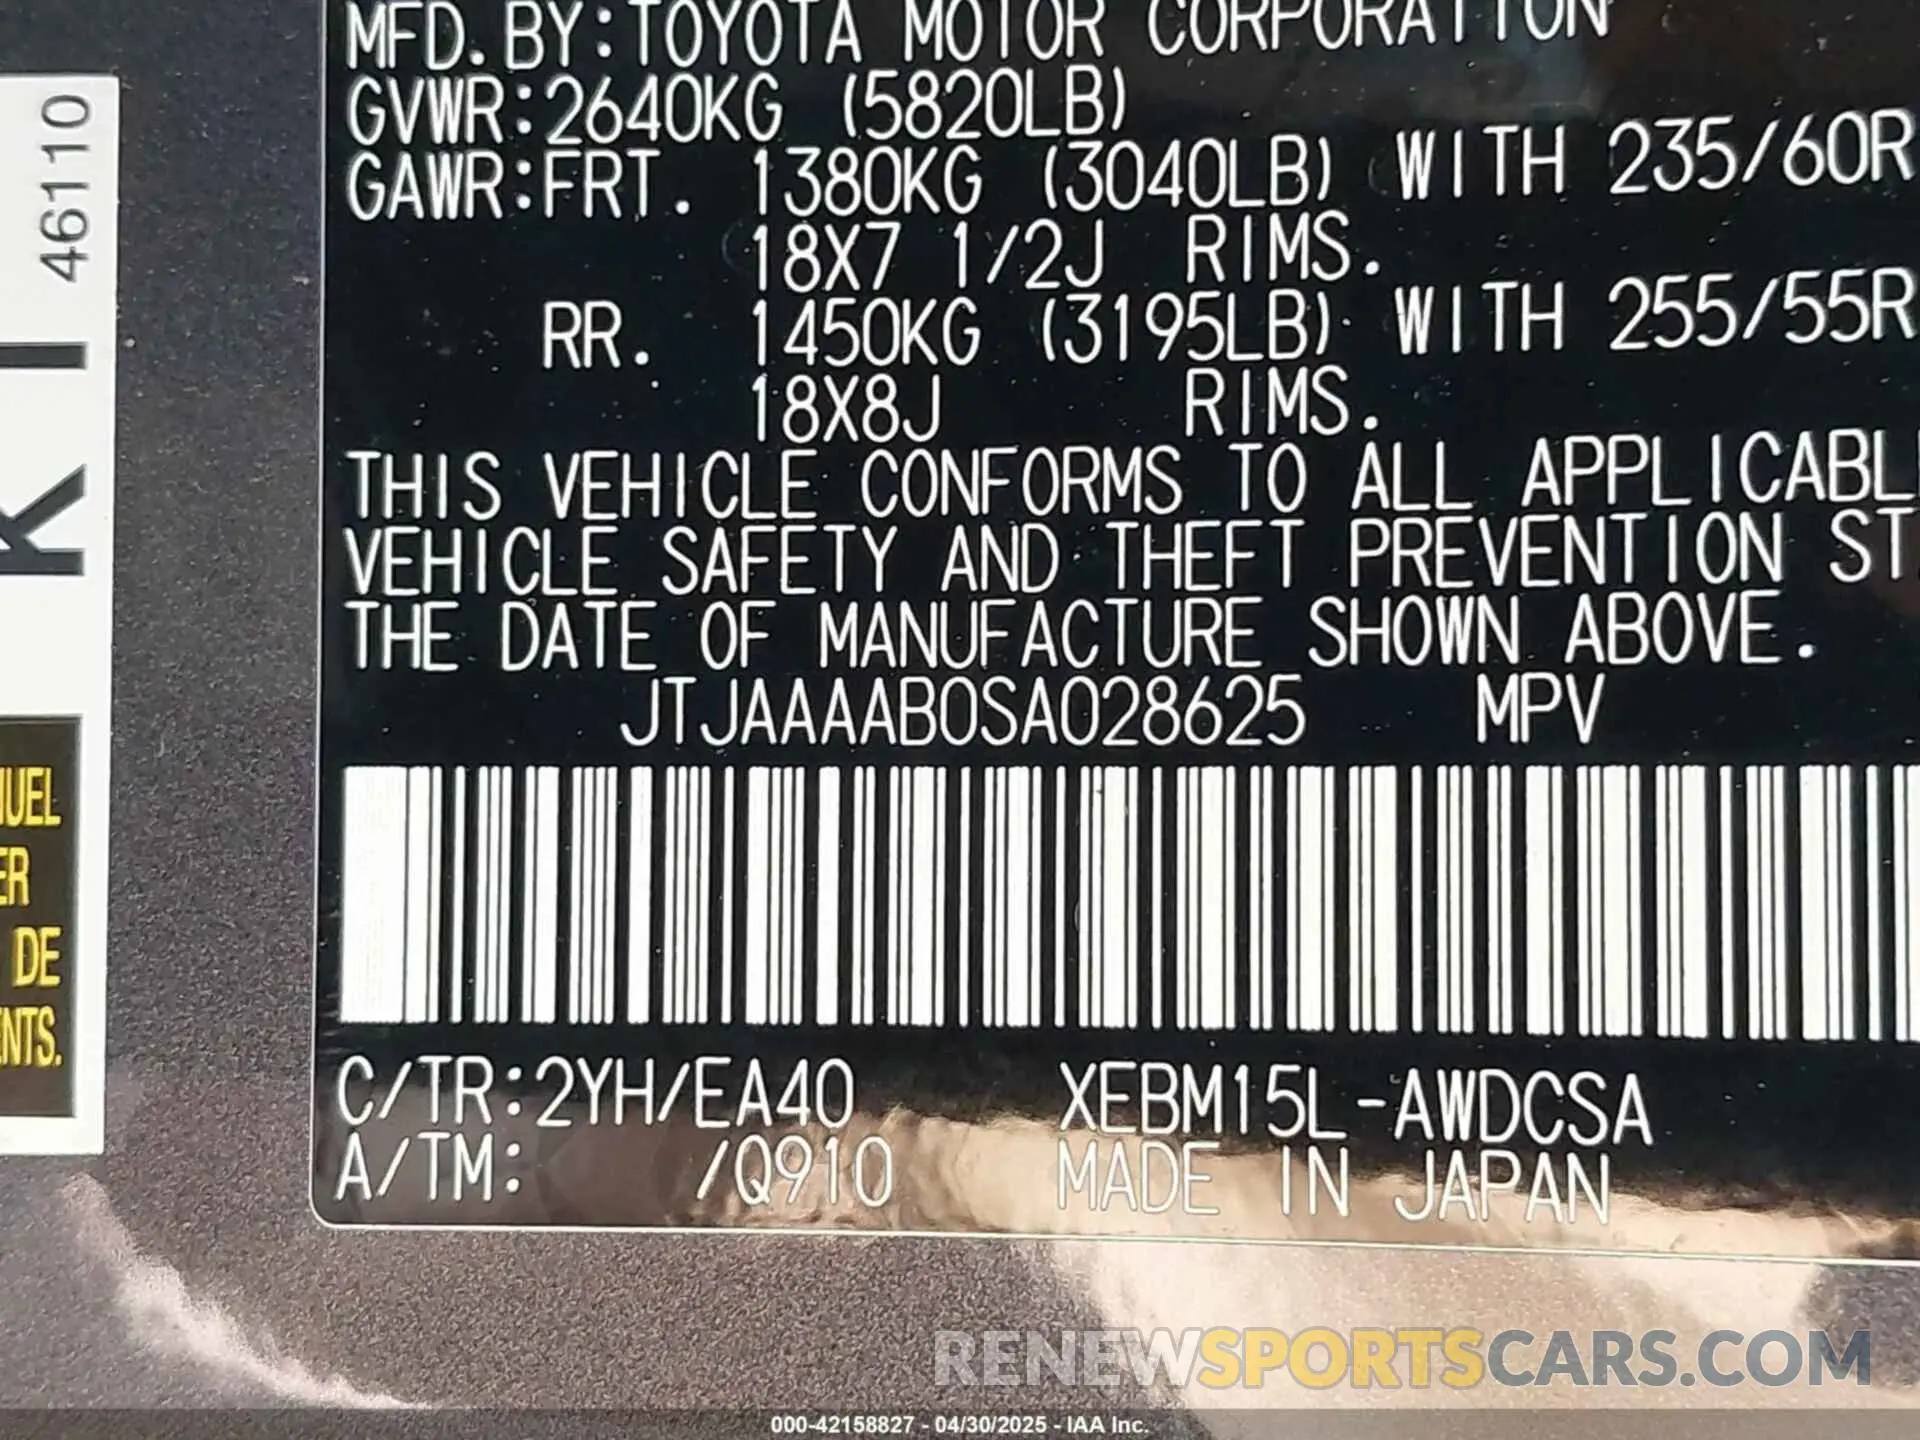 MFD. BY:TOYOTA MOTOR CORPORATION
GVWR:2640KG (5820LB)
GAWR:FRT. 1380KG (3040LB) WITH 235/60R
18X7 1/2J RIMS.
RR. 1450KG (3195LB) WITH 255/55R
18X8J RIMS.
THIS VEHICLE CONFORMS TO ALL APPLICABL
VEHICLE SAFETY AND THEFT PREVENTION ST
THE DATE OF MANUFACTURE SHOWN ABOVE.
JTJAAAAB0SA028625 MPV
C/TR:2YH/EA40 XEBM15L-AWDCSA
A/TM: /Q910 MADE IN JAPAN
46110
KT
UEL
ER
DE
ENTS.
RENEWSPORTSCARS.COM
000-42158827 - 04/30/2025 - IAA Inc.